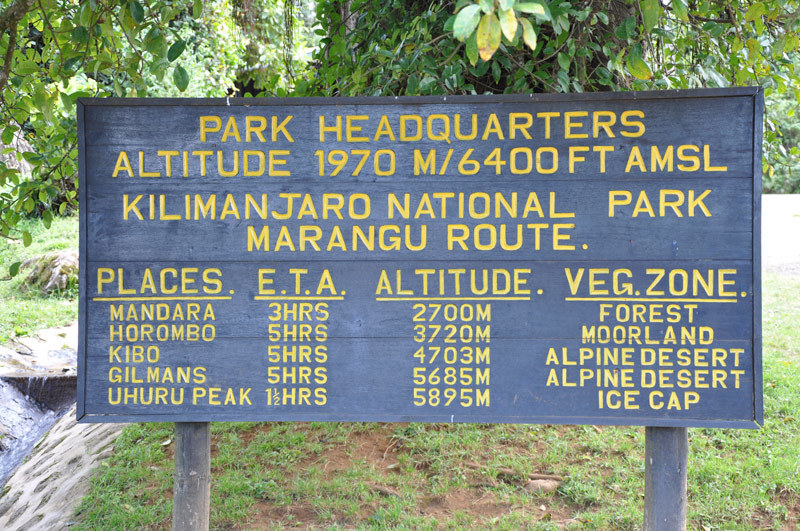 PARK HEADQUARTERS
ALTITUDE 1970 M/6400 FT AMSL
KILIMANJARO NATIONAL PARK
MARANGU ROUTE.
PLACES. E.T.A. ALTITUDE. VEG.ZONE.
MANDARA 3HRS 2700M FOREST
HOROMBO 5HRS 3720M MOORLAND
KIBO 5HRS 4703M ALPINE DESERT
GILMANS 5HRS 5685M ALPINE DESERT
UHURU PEAK 1½HRS 5895M ICE CAP